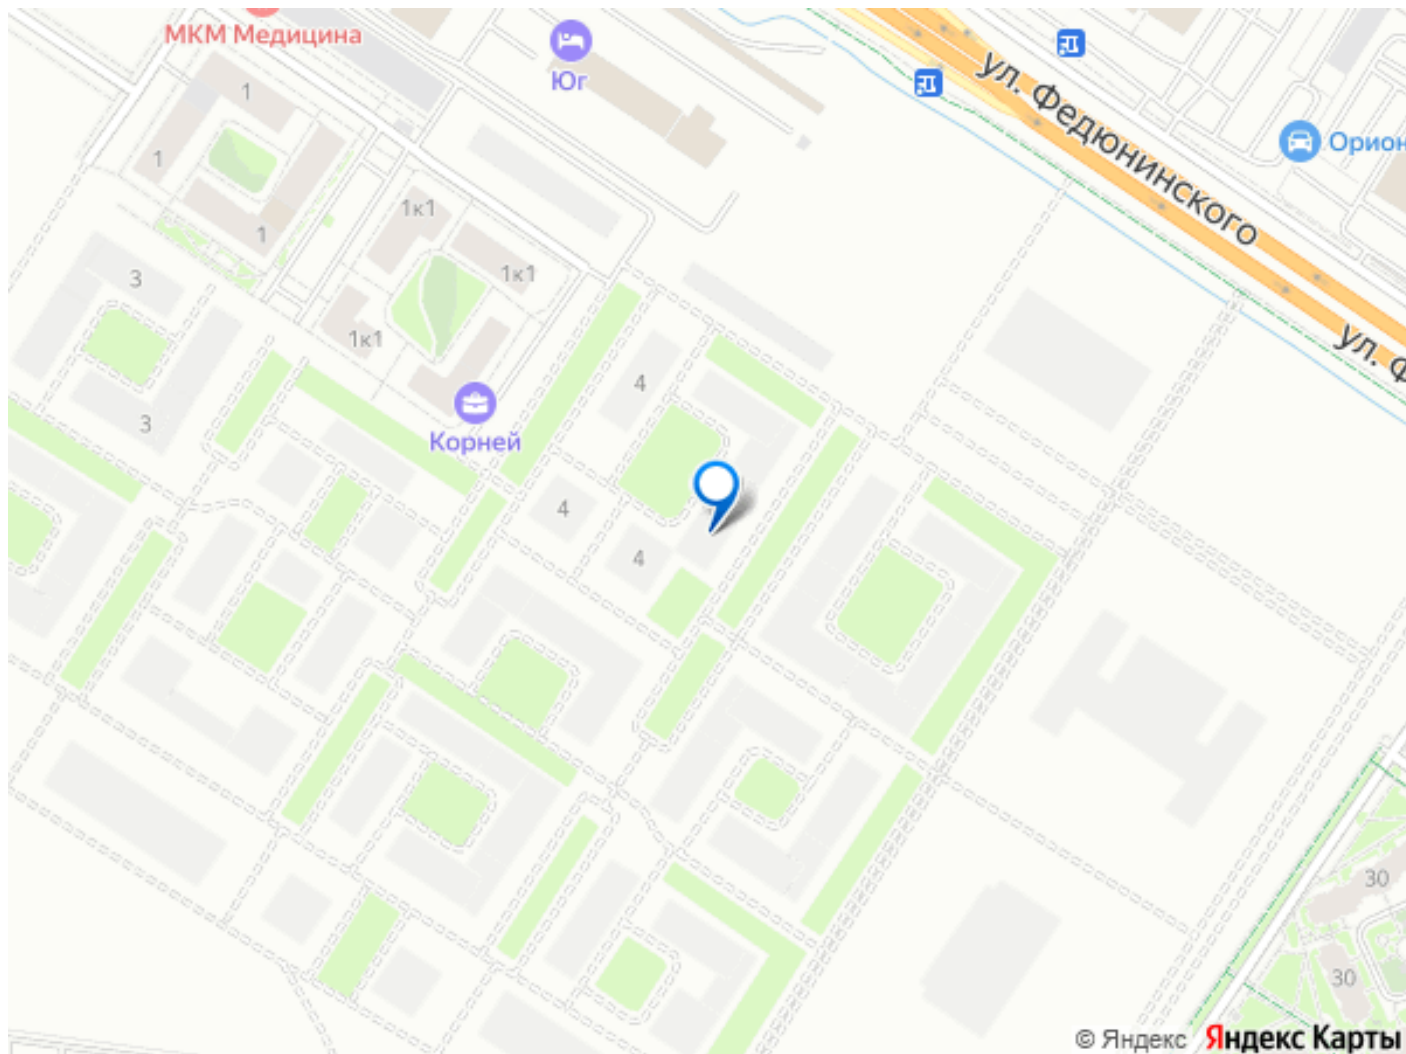 МКМ Медицина
Юг
ул. Федюнинского
Орион
1
1
1
1к1
1к1
1к1
ул. Ф
3
3
4
4
4
Корней
30
30
© Яндекс Яндекс Карты